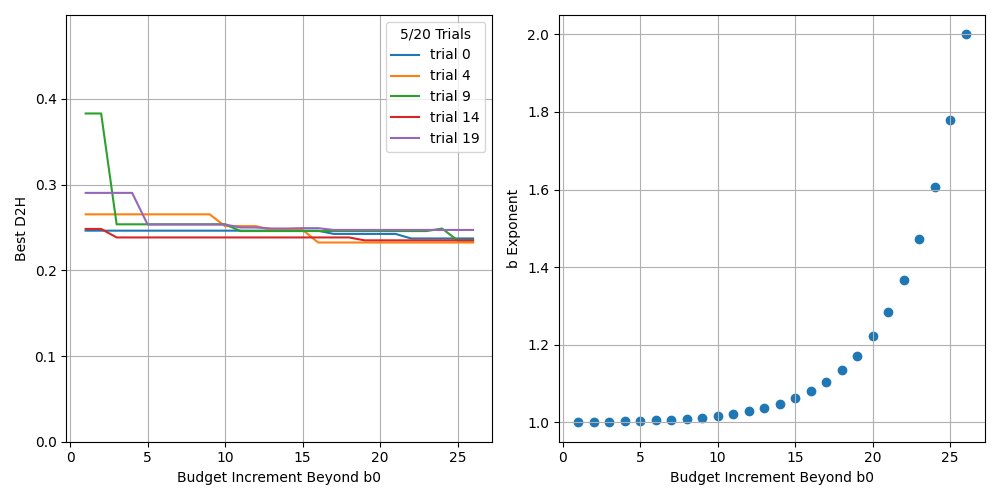 5/20 Trials
trial 0
trial 4
trial 9
trial 14
trial 19
Best D2H
0.4
0.3
0.2
0.1
0.0
0 5 10 15 20 25
Budget Increment Beyond b0
b Exponent
2.0
1.8
1.6
1.4
1.2
1.0
0 5 10 15 20 25
Budget Increment Beyond b0